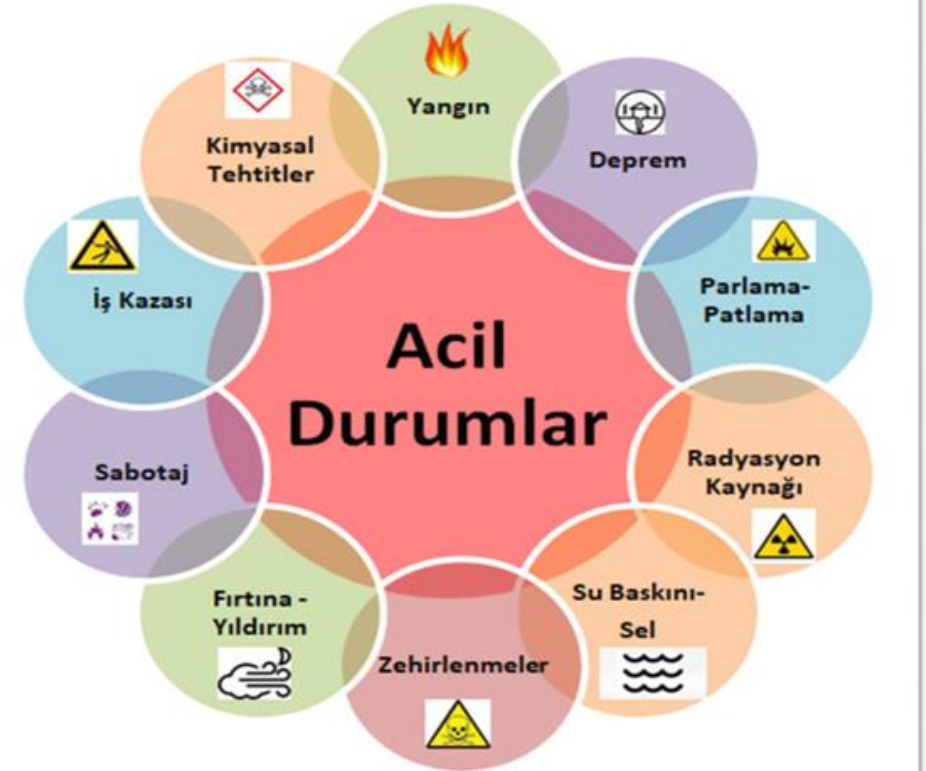 Acil
Durumlar
Yangın
Deprem
Parlama-
Patlama
Radyasyon
Kaynağı
Su Baskını-
Sel
Zehirlenmeler
Fırtına -
Yıldırım
Sabotaj
İş Kazası
Kimyasal
Tehtitler